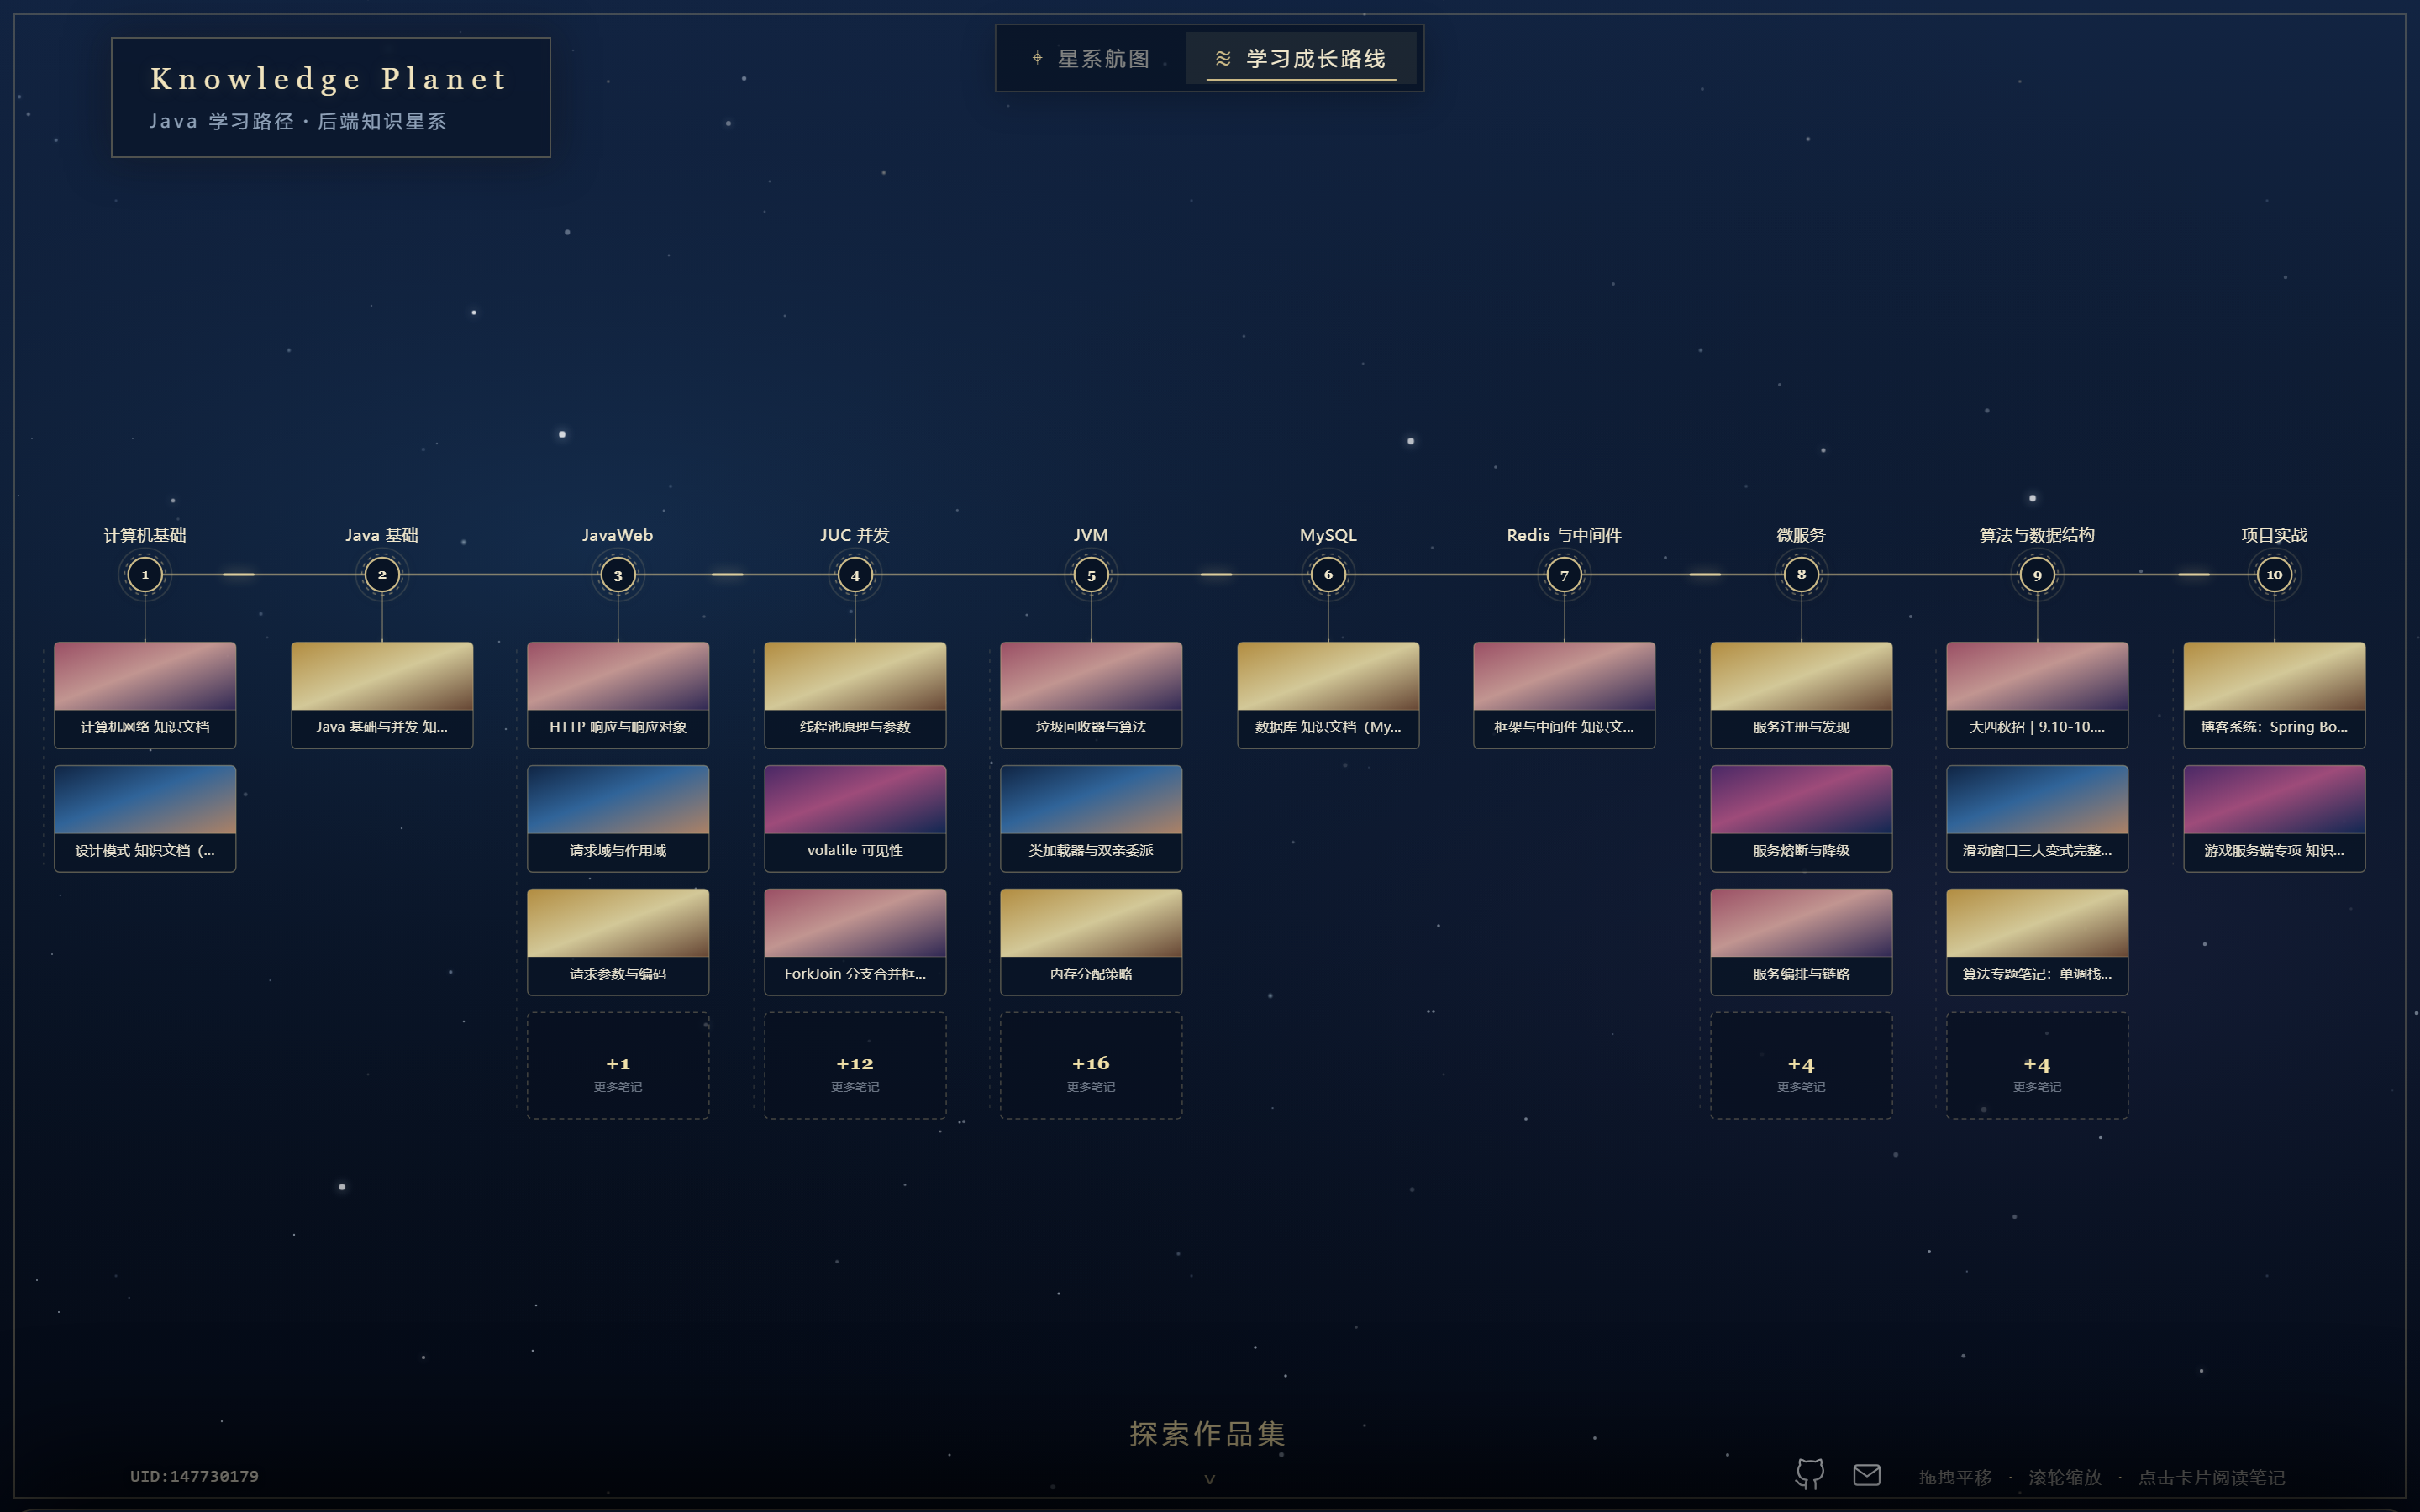 Knowledge Planet
Java 学习路径 · 后端知识星系
星系航图
学习成长路线
计算机基础
1
计算机网络 知识文档
设计模式 知识文档（...
Java 基础
2
Java 基础与并发 知...
JavaWeb
3
HTTP 响应与响应对象
请求域与作用域
请求参数与编码
+1
更多笔记
JUC 并发
4
线程池原理与参数
volatile 可见性
ForkJoin 分支合并框...
+12
更多笔记
JVM
5
垃圾回收器与算法
类加载器与双亲委派
内存分配策略
+16
更多笔记
MySQL
6
数据库 知识文档（My...
Redis 与中间件
7
框架与中间件 知识文...
微服务
8
服务注册与发现
服务熔断与降级
服务编排与链路
+4
更多笔记
算法与数据结构
9
大四秋招 | 9.10-10....
滑动窗口三大变式完整...
算法专题笔记：单调栈...
+4
更多笔记
项目实战
10
博客系统：Spring Bo...
游戏服务端专项 知识...
探索作品集
UID:147730179
拖拽平移 · 滚轮缩放 · 点击卡片阅读笔记